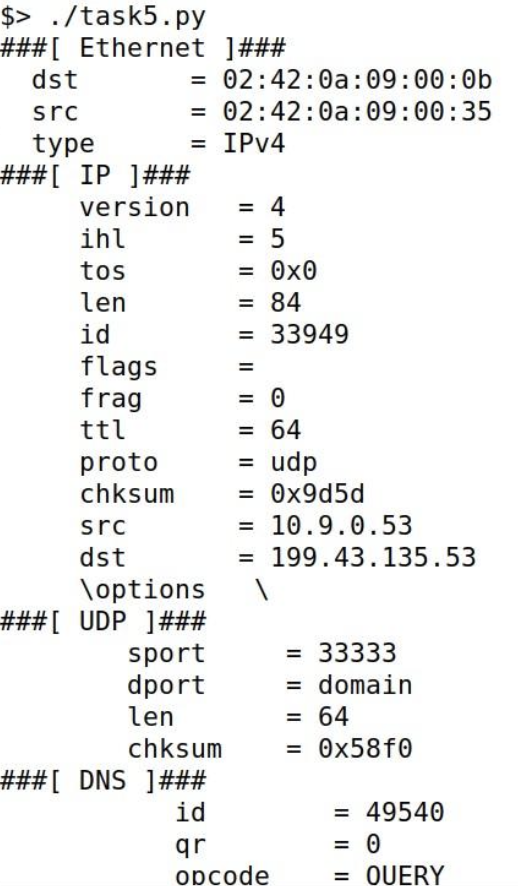 $> ./task5.py
###[ Ethernet ]###
  dst       = 02:42:0a:09:00:0b
  src       = 02:42:0a:09:00:35
  type      = IPv4
###[ IP ]###
     version   = 4
     ihl       = 5
     tos       = 0x0
     len       = 84
     id        = 33949
     flags     =
     frag      = 0
     ttl       = 64
     proto     = udp
     chksum    = 0x9d5d
     src       = 10.9.0.53
     dst       = 199.43.135.53
     \options   \
###[ UDP ]###
        sport     = 33333
        dport     = domain
        len       = 64
        chksum    = 0x58f0
###[ DNS ]###
           id        = 49540
           qr        = 0
           opcode    = QUERY